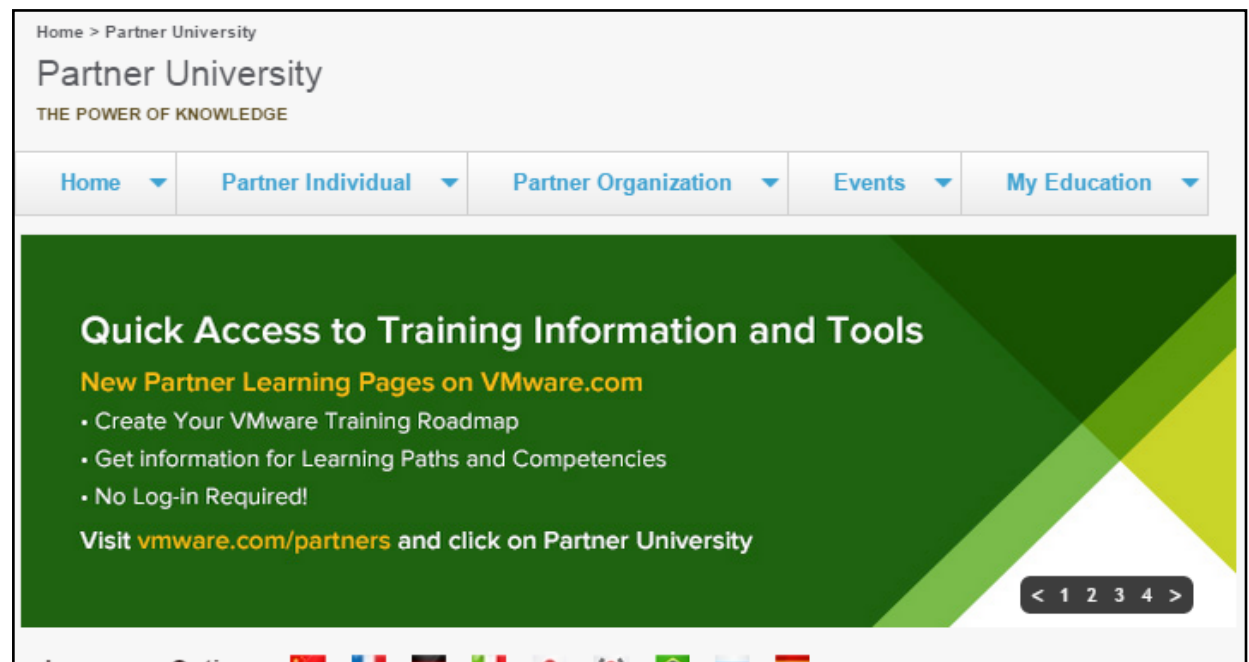 Home > Partner University
Partner University
THE POWER OF KNOWLEDGE
Home Partner Individual Partner Organization Events My Education
Quick Access to Training Information and Tools
New Partner Learning Pages on VMware.com
• Create Your VMware Training Roadmap
• Get information for Learning Paths and Competencies
• No Log-in Required!
Visit vmware.com/partners and click on Partner University
< 1 2 3 4 >